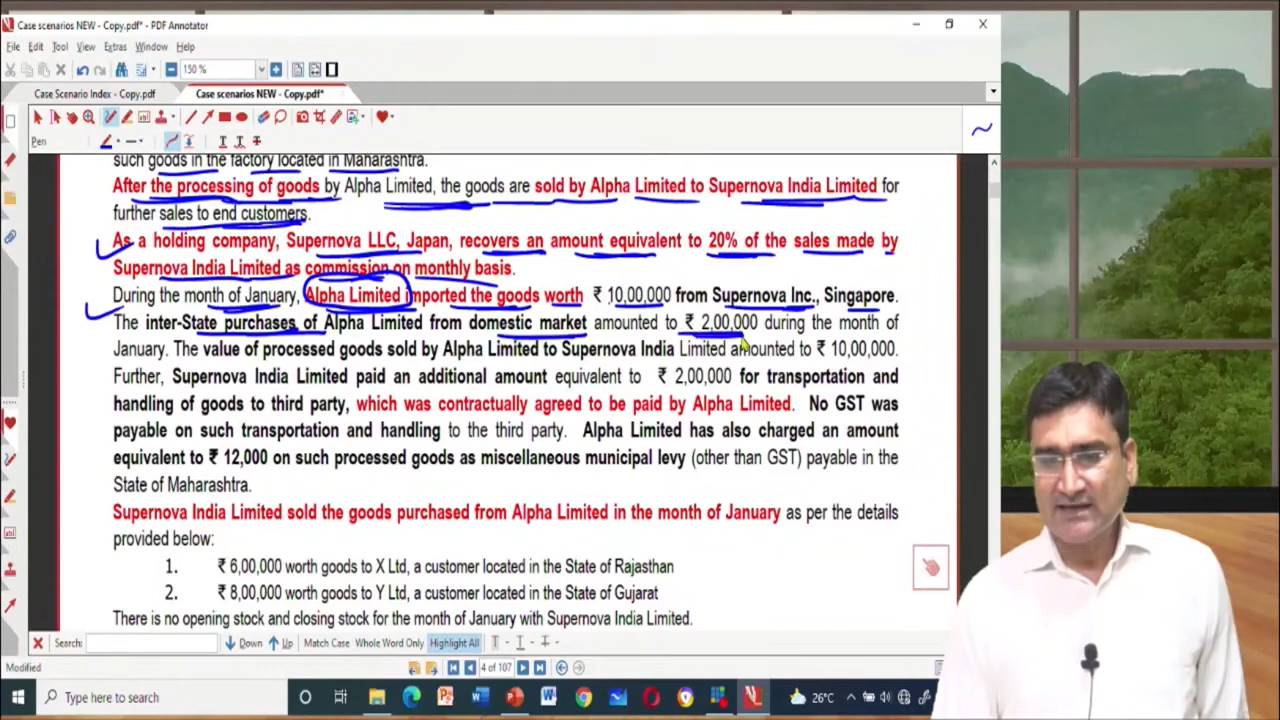 Case scenarios NEW - Copy.pdf* - PDF Annotator
File Edit Tool View Extras Window Help
150 %
Case Scenario Index - Copy.pdf Case scenarios NEW - Copy.pdf*
Pen
such goods in the factory located in Maharashtra.
After the processing of goods by Alpha Limited, the goods are sold by Alpha Limited to Supernova India Limited for
further sales to end customers.
As a holding company, Supernova LLC, Japan, recovers an amount equivalent to 20% of the sales made by
Supernova India Limited as commission on monthly basis.
During the month of January, Alpha Limited imported the goods worth ₹ 10,00,000 from Supernova Inc., Singapore.
The inter-State purchases of Alpha Limited from domestic market amounted to ₹ 2,00,000 during the month of
January. The value of processed goods sold by Alpha Limited to Supernova India Limited amounted to ₹ 10,00,000.
Further, Supernova India Limited paid an additional amount equivalent to ₹ 2,00,000 for transportation and
handling of goods to third party, which was contractually agreed to be paid by Alpha Limited. No GST was
payable on such transportation and handling to the third party. Alpha Limited has also charged an amount
equivalent to ₹ 12,000 on such processed goods as miscellaneous municipal levy (other than GST) payable in the
State of Maharashtra.
Supernova India Limited sold the goods purchased from Alpha Limited in the month of January as per the details
provided below:
1. ₹ 6,00,000 worth goods to X Ltd, a customer located in the State of Rajasthan
2. ₹ 8,00,000 worth goods to Y Ltd, a customer located in the State of Gujarat
There is no opening stock and closing stock for the month of January with Supernova India Limited.
Search: Down Up Match Case Whole Word Only Highlight All
Modified 4 of 107
Type here to search 26°C